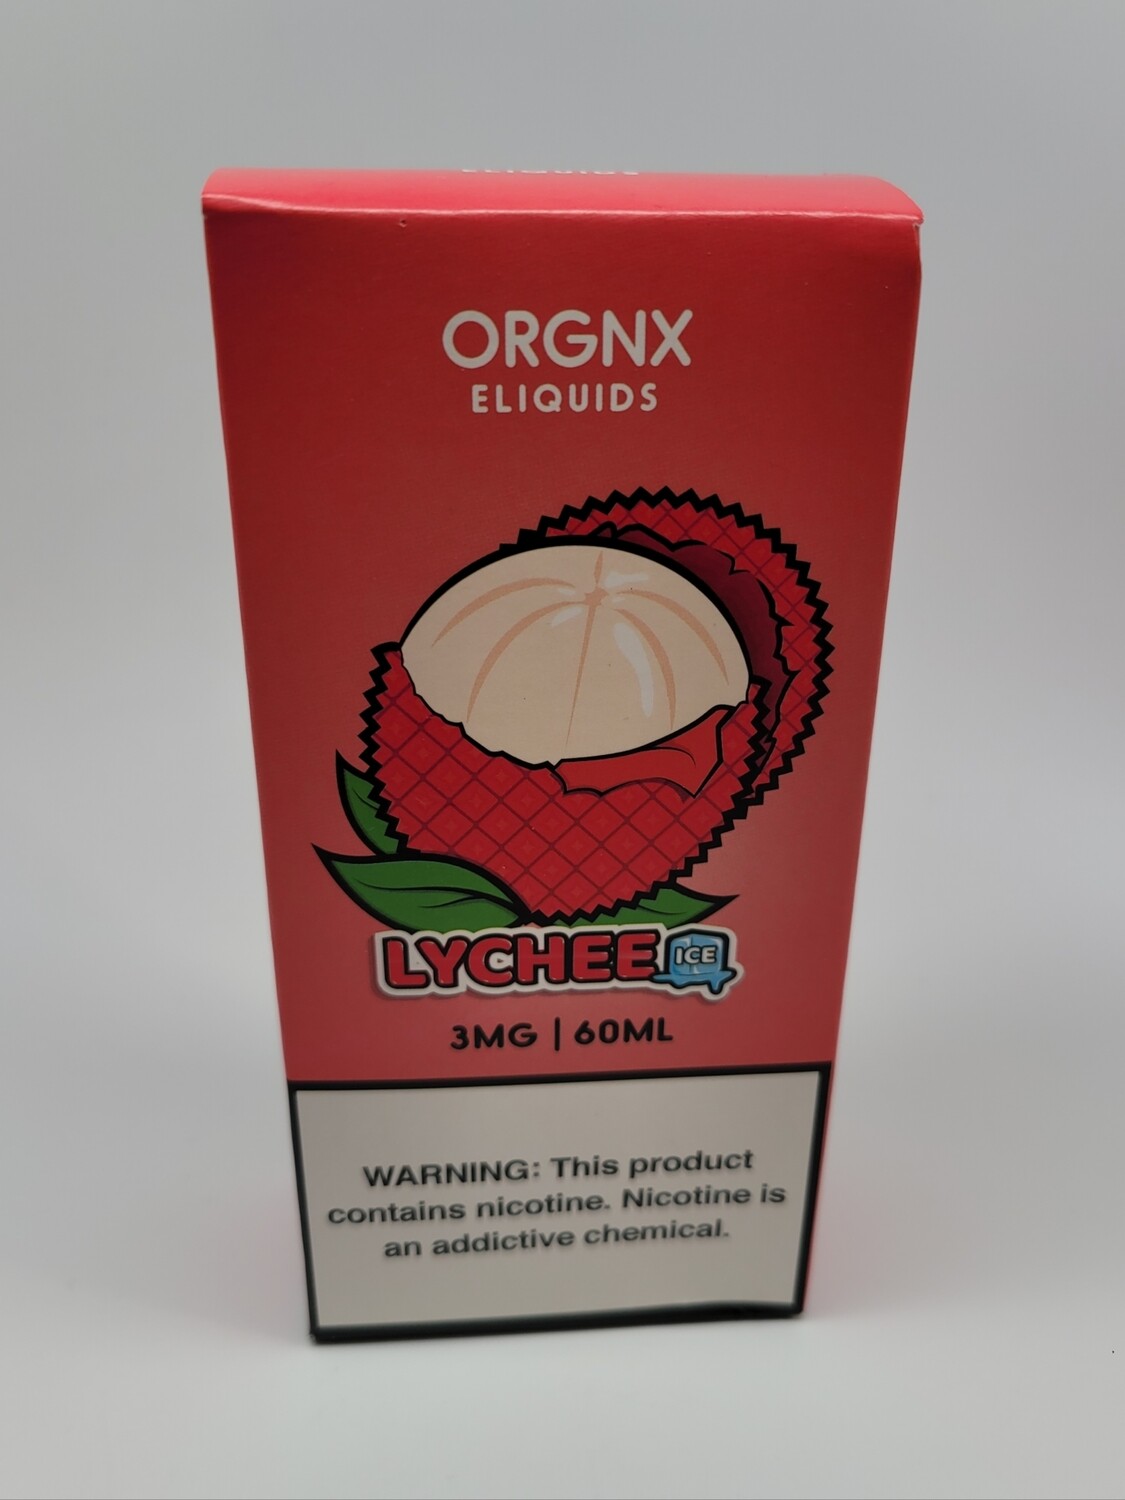 ORGNX
ELIQUIDS
LYCHEE ICE
3MG | 60ML
WARNING: This product
contains nicotine. Nicotine is
an addictive chemical.